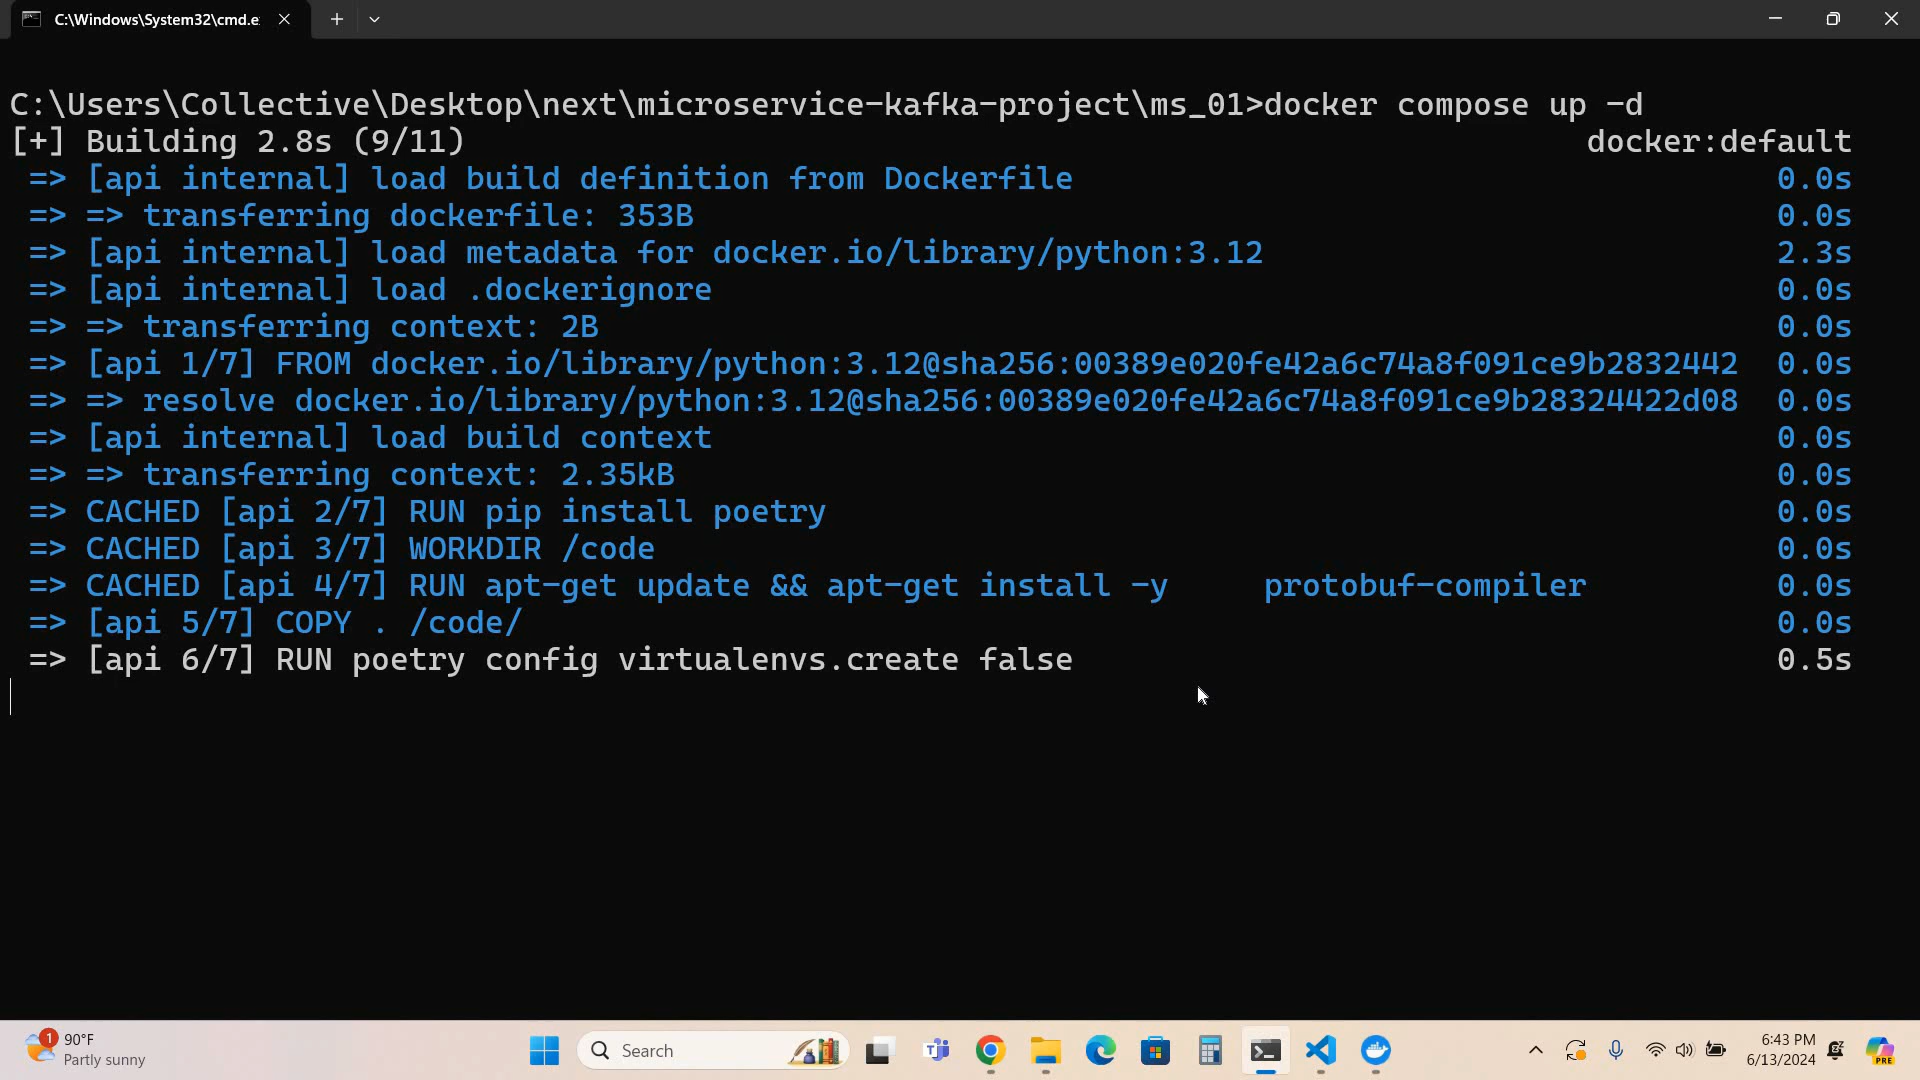 C:\Windows\System32\cmd.e
C:\Users\Collective\Desktop\next\microservice-kafka-project\ms_01>docker compose up -d
[+] Building 2.8s (9/11) docker:default
=> [api internal] load build definition from Dockerfile 0.0s
=> => transferring dockerfile: 353B 0.0s
=> [api internal] load metadata for docker.io/library/python:3.12 2.3s
=> [api internal] load .dockerignore 0.0s
=> => transferring context: 2B 0.0s
=> [api 1/7] FROM docker.io/library/python:3.12@sha256:00389e020fe42a6c74a8f091ce9b2832442 0.0s
=> => resolve docker.io/library/python:3.12@sha256:00389e020fe42a6c74a8f091ce9b28324422d08 0.0s
=> [api internal] load build context 0.0s
=> => transferring context: 2.35kB 0.0s
=> CACHED [api 2/7] RUN pip install poetry 0.0s
=> CACHED [api 3/7] WORKDIR /code 0.0s
=> CACHED [api 4/7] RUN apt-get update && apt-get install -y     protobuf-compiler 0.0s
=> [api 5/7] COPY . /code/ 0.0s
=> [api 6/7] RUN poetry config virtualenvs.create false 0.5s
1
90°F
Partly sunny
Search
6:43 PM
6/13/2024
PRE